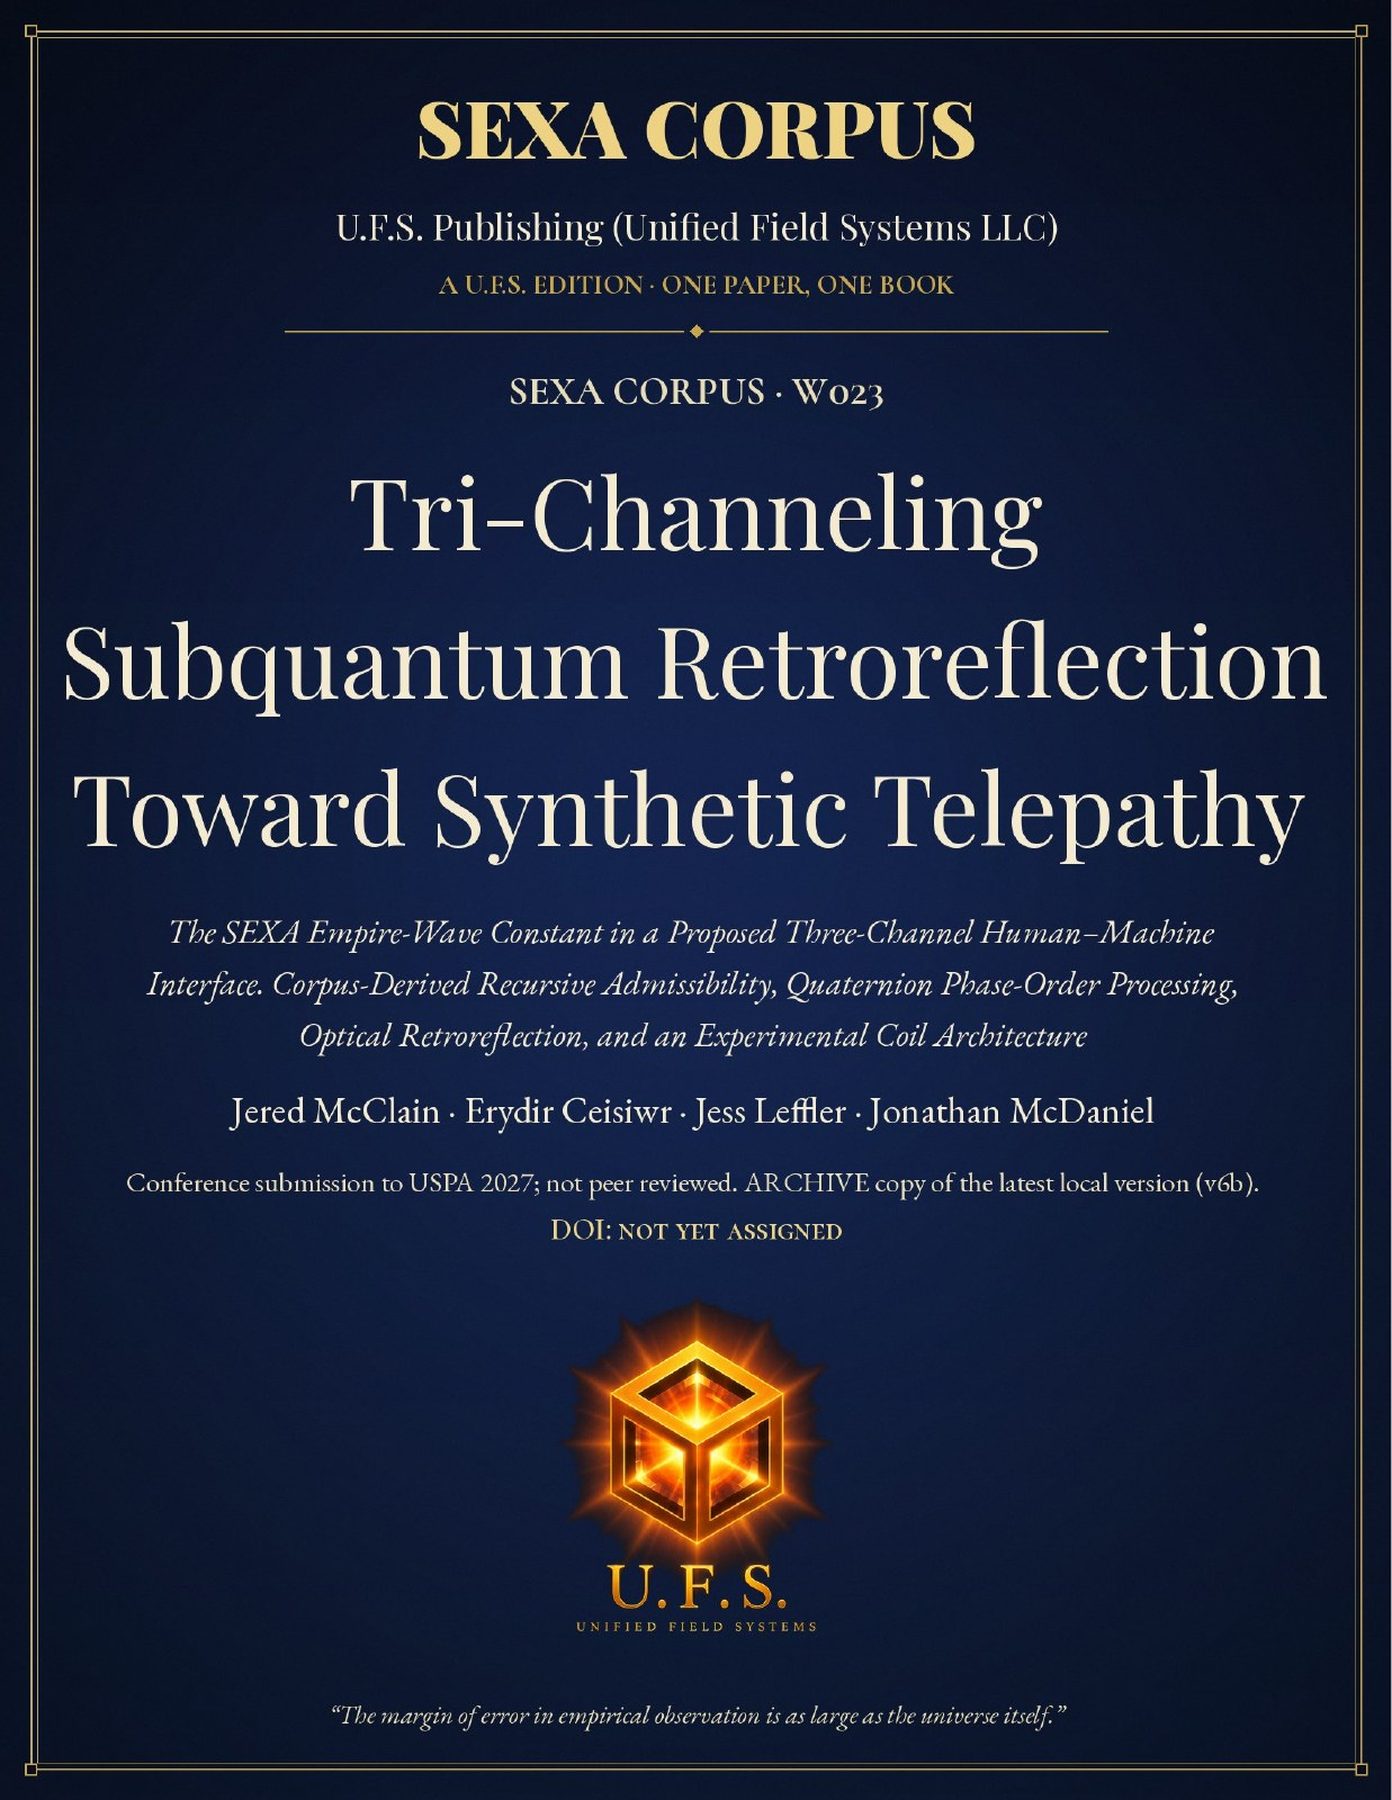 SEXA CORPUS
U.F.S. Publishing (Unified Field Systems LLC)
A U.F.S. EDITION · ONE PAPER, ONE BOOK
SEXA CORPUS · W023
Tri-Channeling
Subquantum Retroreflection
Toward Synthetic Telepathy
The SEXA Empire-Wave Constant in a Proposed Three-Channel Human–Machine
Interface. Corpus-Derived Recursive Admissibility, Quaternion Phase-Order Processing,
Optical Retroreflection, and an Experimental Coil Architecture
Jered McClain · Erydir Ceisiwr · Jess Leffler · Jonathan McDaniel
Conference submission to USPA 2027; not peer reviewed. ARCHIVE copy of the latest local version (v6b).
DOI: NOT YET ASSIGNED
U.F.S.
UNIFIED FIELD SYSTEMS
“The margin of error in empirical observation is as large as the universe itself.”